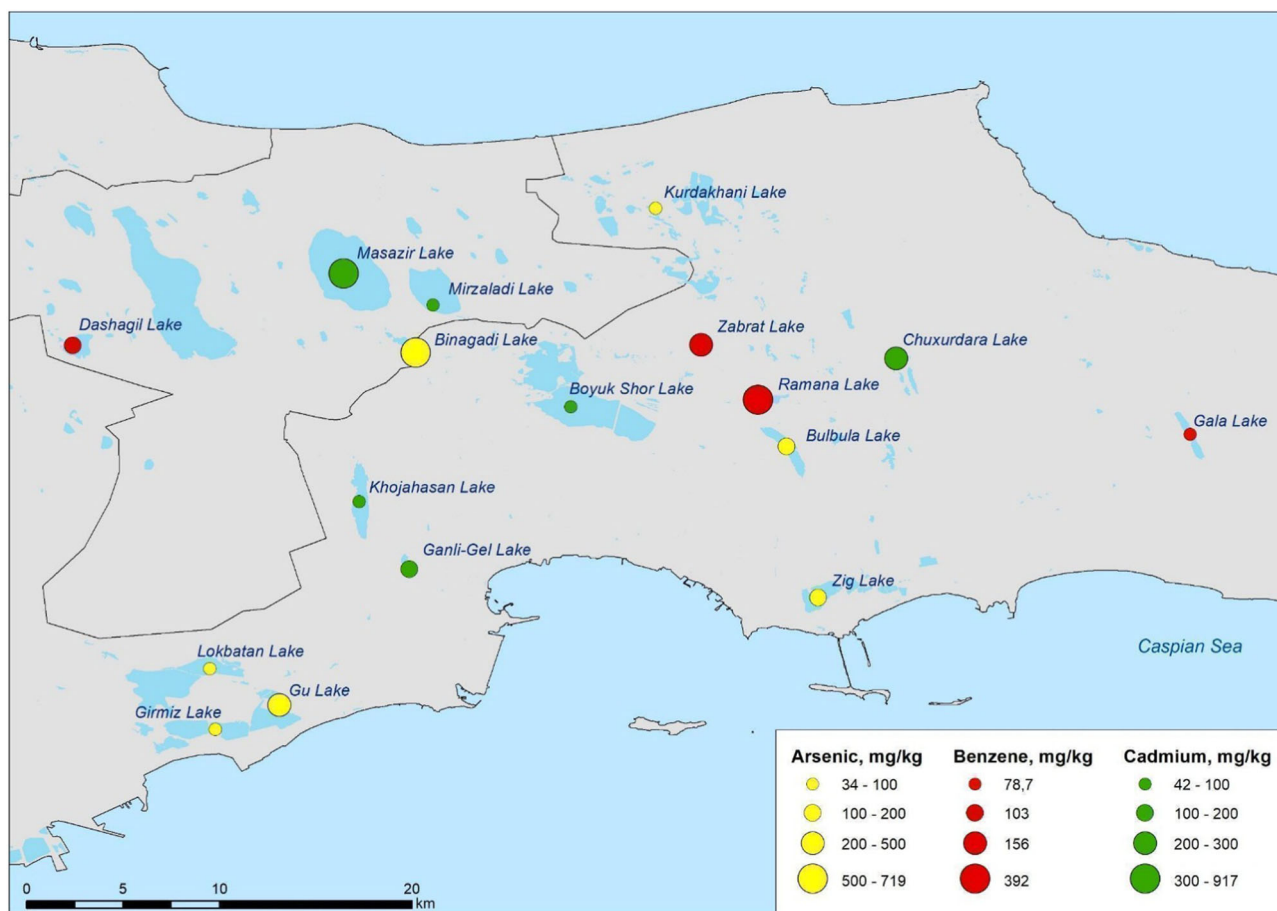 Kurdakhani Lake
Masazir Lake
Mirzaladi Lake
Dashagil Lake
Binagadi Lake
Zabrat Lake
Chuxurdara Lake
Boyuk Shor Lake
Ramana Lake
Gala Lake
Bulbula Lake
Khojahasan Lake
Ganli-Gel Lake
Zig Lake
Lokbatan Lake
Caspian Sea
Gu Lake
Girmiz Lake
Arsenic, mg/kg
34 - 100
100 - 200
200 - 500
500 - 719
Benzene, mg/kg
78,7
103
156
392
Cadmium, mg/kg
42 - 100
100 - 200
200 - 300
300 - 917
0 5 10 20
km